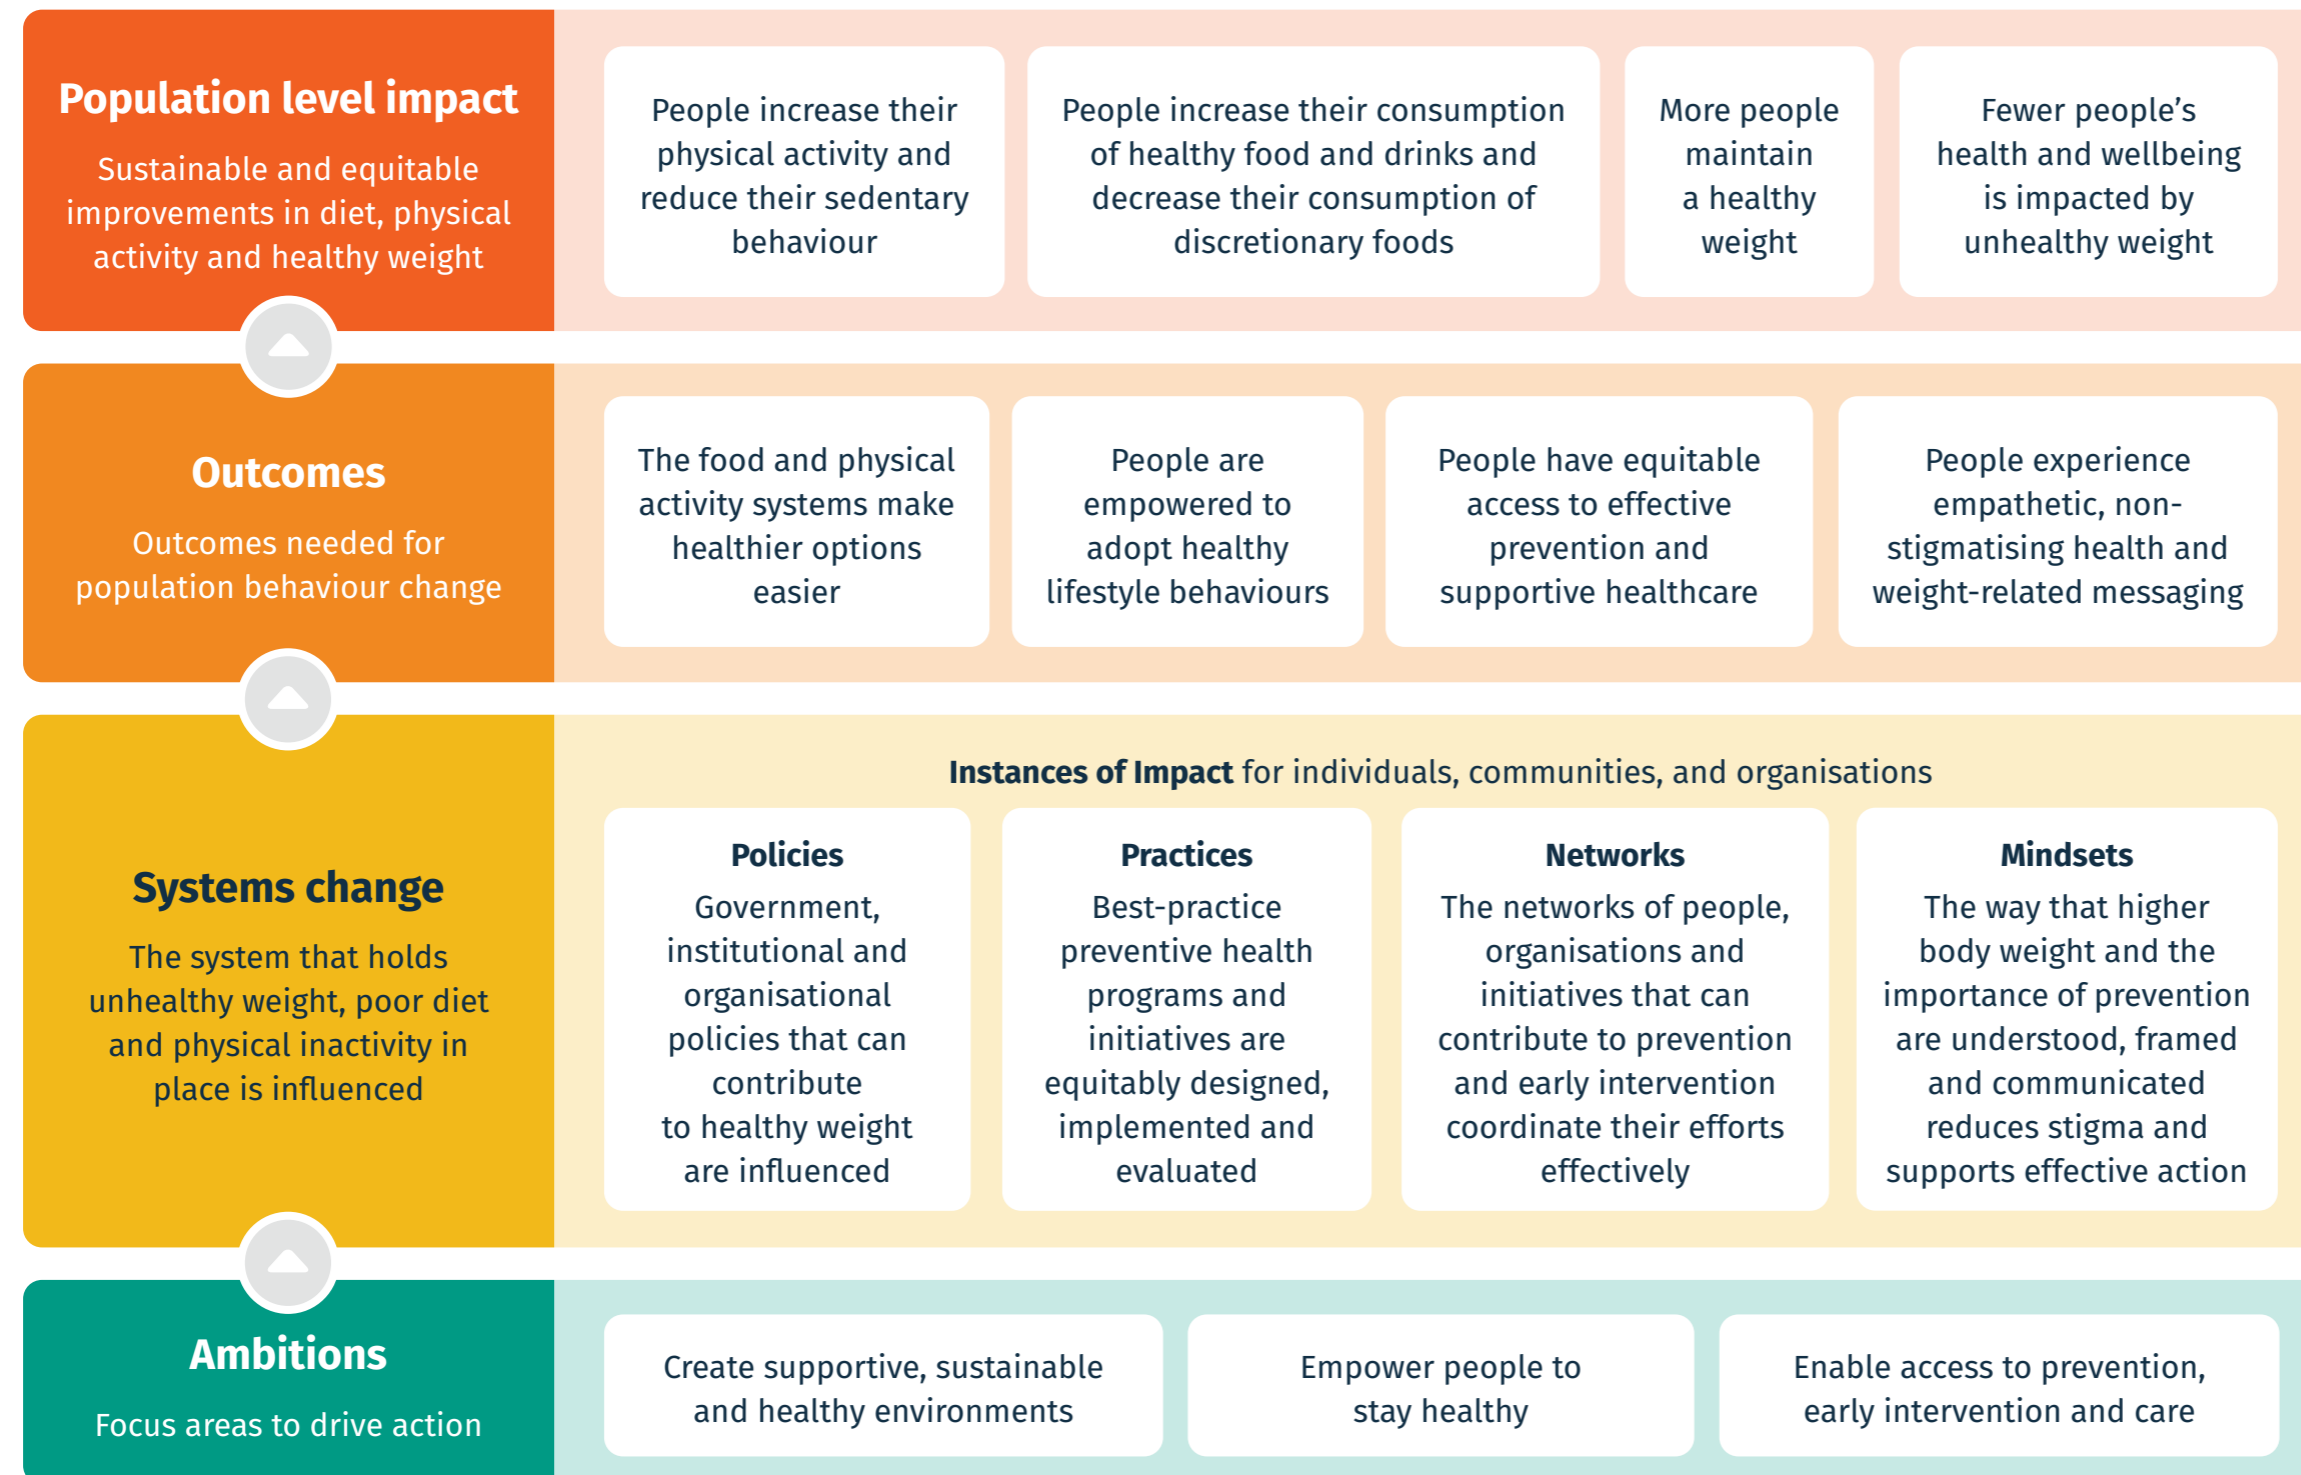 Population level impact
Sustainable and equitable
improvements in diet, physical
activity and healthy weight
People increase their
physical activity and
reduce their sedentary
behaviour
People increase their consumption
of healthy food and drinks and
decrease their consumption of
discretionary foods
More people
maintain
a healthy
weight
Fewer people’s
health and wellbeing
is impacted by
unhealthy weight
Outcomes
Outcomes needed for
population behaviour change
The food and physical
activity systems make
healthier options
easier
People are
empowered to
adopt healthy
lifestyle behaviours
People have equitable
access to effective
prevention and
supportive healthcare
People experience
empathetic, non-
stigmatising health and
weight-related messaging
Systems change
The system that holds
unhealthy weight, poor diet
and physical inactivity in
place is influenced
Instances of Impact for individuals, communities, and organisations
Policies
Government,
institutional and
organisational
policies that can
contribute
to healthy weight
are influenced
Practices
Best-practice
preventive health
programs and
initiatives are
equitably designed,
implemented and
evaluated
Networks
The networks of people,
organisations and
initiatives that can
contribute to prevention
and early intervention
coordinate their efforts
effectively
Mindsets
The way that higher
body weight and the
importance of prevention
are understood, framed
and communicated
reduces stigma and
supports effective action
Ambitions
Focus areas to drive action
Create supportive, sustainable
and healthy environments
Empower people to
stay healthy
Enable access to prevention,
early intervention and care